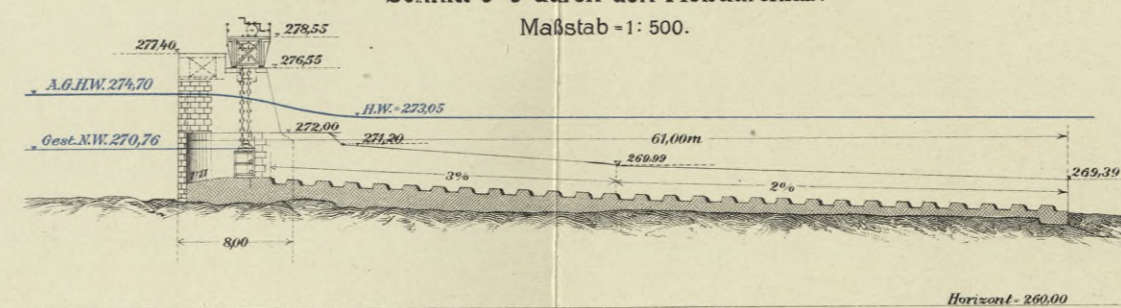 Maßstab = 1: 500.
278,55
277,40
276,55
A.G.H.W. 274,70
H.W. = 273,05
272,00
271,20
61,00m
Gest. N.W. 270,76
269,99
3%
2%
269,39
8,00
Horizont = 260,00